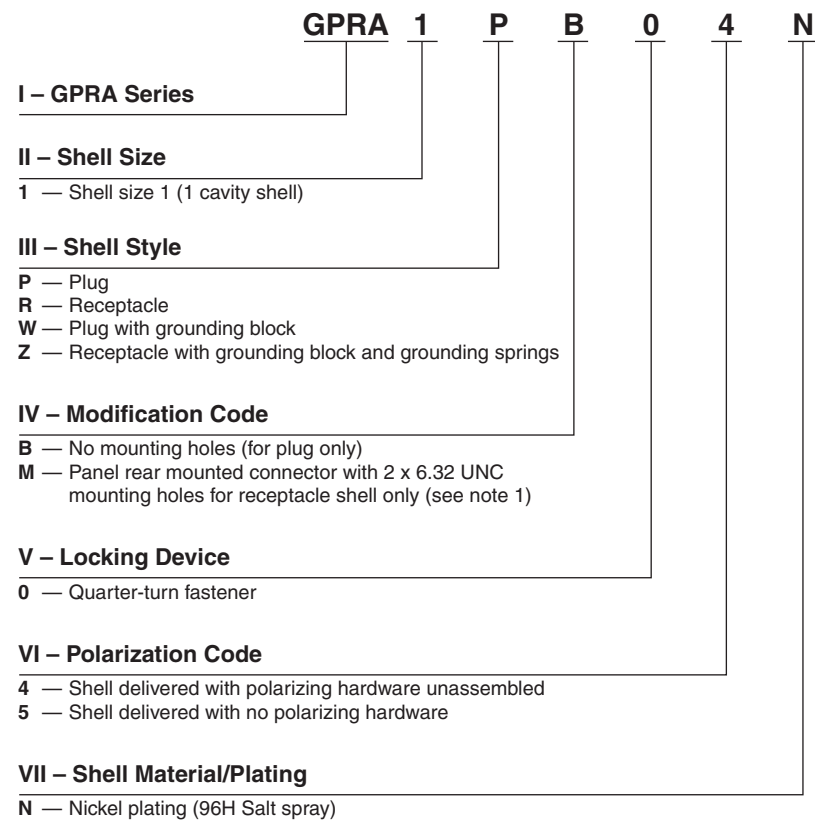 GPRA 1 P B 0 4 N
I – GPRA Series
II – Shell Size
1 — Shell size 1 (1 cavity shell)
III – Shell Style
P — Plug
R — Receptacle
W — Plug with grounding block
Z — Receptacle with grounding block and grounding springs
IV – Modification Code
B — No mounting holes (for plug only)
M — Panel rear mounted connector with 2 x 6.32 UNC
mounting holes for receptacle shell only (see note 1)
V – Locking Device
0 — Quarter-turn fastener
VI – Polarization Code
4 — Shell delivered with polarizing hardware unassembled
5 — Shell delivered with no polarizing hardware
VII – Shell Material/Plating
N — Nickel plating (96H Salt spray)